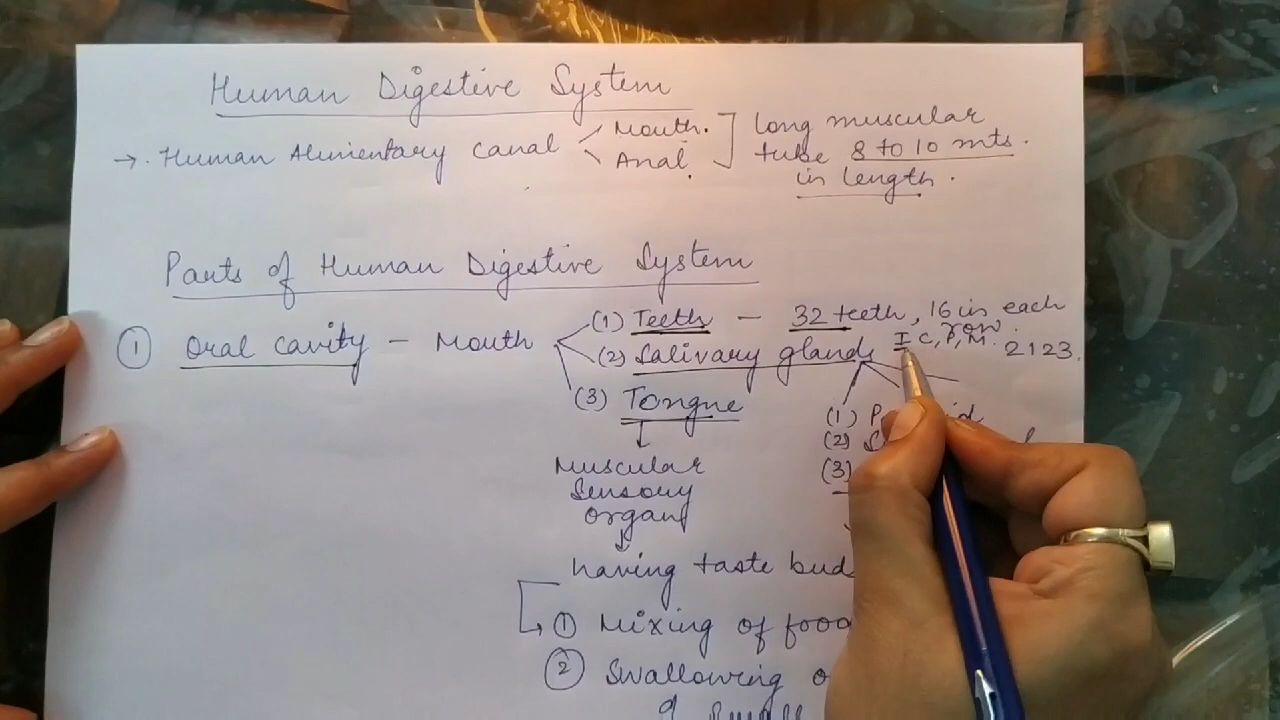 Human Digestive System
→. Human Alimentary canal < Mouth. Anal. ] long muscular
tube 8 to 10 mts.
in length.
Parts of Human Digestive System
① Oral cavity - Mouth
(1) Teeth - 32 teeth, 16 in each
row.
I C, P, M. 2123.
(2) Salivary glands
(3) Tongue
(1)
(2)
(3)
Muscular
Sensory
organ
having taste bud
① Mixing of food
② Swallowing